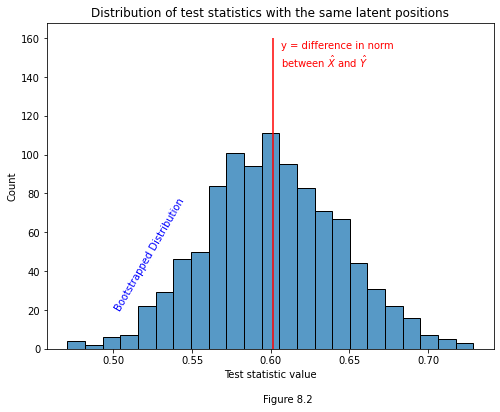 Distribution of test statistics with the same latent positions
160
140
120
100
80
60
40
20
0
Count
y = difference in norm
between X̂ and Ŷ
Bootstrapped Distribution
0.50 0.55 0.60 0.65 0.70
Test statistic value
Figure 8.2